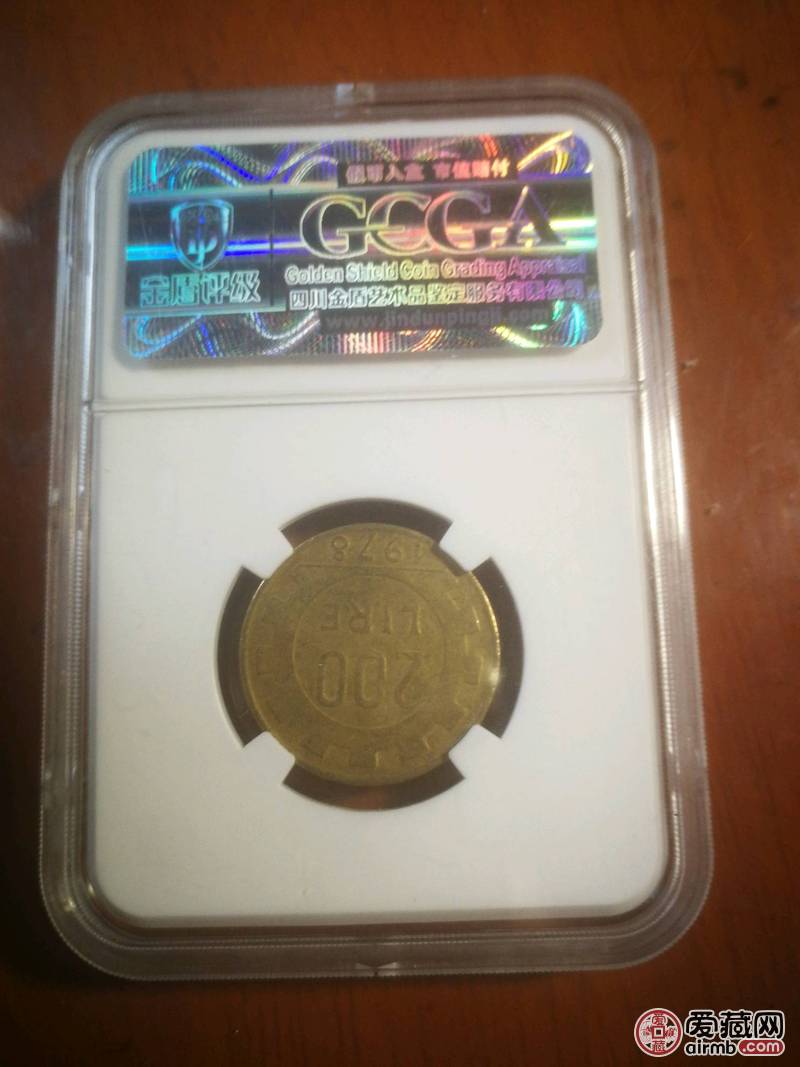 假币入盒 市值赔付
GCGA
金盾评级
Golden Shield Coin Grading Appraisal
四川金盾艺术品鉴定服务有限公司
www.jindunpingji.com
1978
LIRE
200
爱藏网
airmb.com